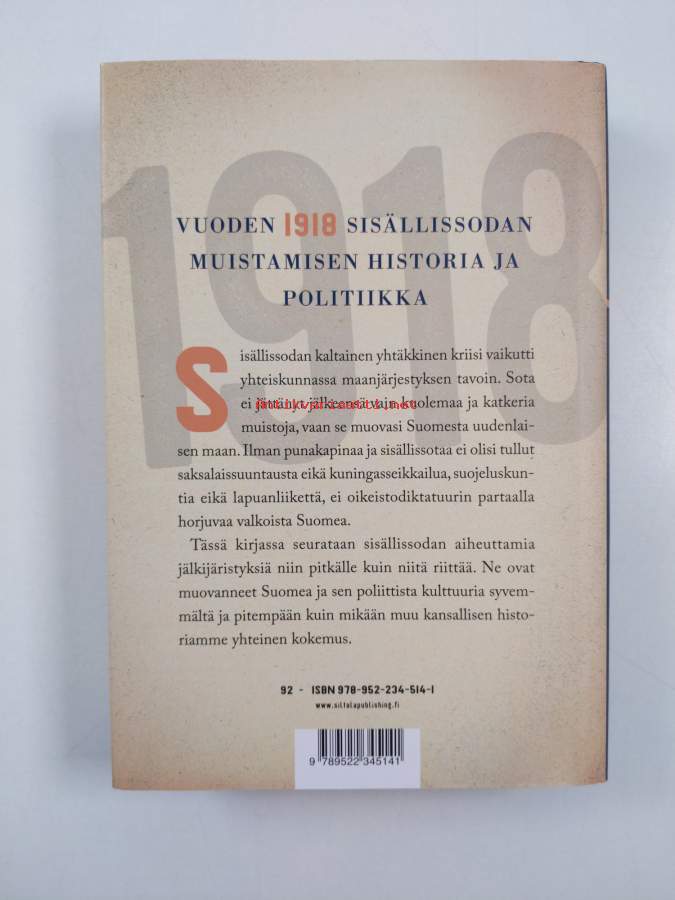 1918
VUODEN 1918 SISÄLLISSODAN
MUISTAMISEN HISTORIA JA
POLITIIKKA
Sisällissodan kaltainen yhtäkkinen kriisi vaikutti
yhteiskunnassa maanjäristyksen tavoin. Sota
ei jättänyt jälkeensä vain kuolemaa ja katkeria
antikvariaatti.net
muistoja, vaan se muovasi Suomesta uudenlai-
sen maan. Ilman punakapinaa ja sisällissotaa ei olisi tullut
saksalaissuuntausta eikä kuningasseikkailua, suojeluskun-
tia eikä lapuanliikettä, ei oikeistodiktatuurin partaalla
horjuvaa valkoista Suomea.
Tässä kirjassa seurataan sisällissodan aiheuttamia
jälkijäristyksiä niin pitkälle kuin niitä riittää. Ne ovat
muovanneet Suomea ja sen poliittista kulttuuria syvem-
mältä ja pitempään kuin mikään muu kansallisen histo-
riamme yhteinen kokemus.
92 - ISBN 978-952-234-514-1
www.siltalapublishing.fi
9 789522 345141